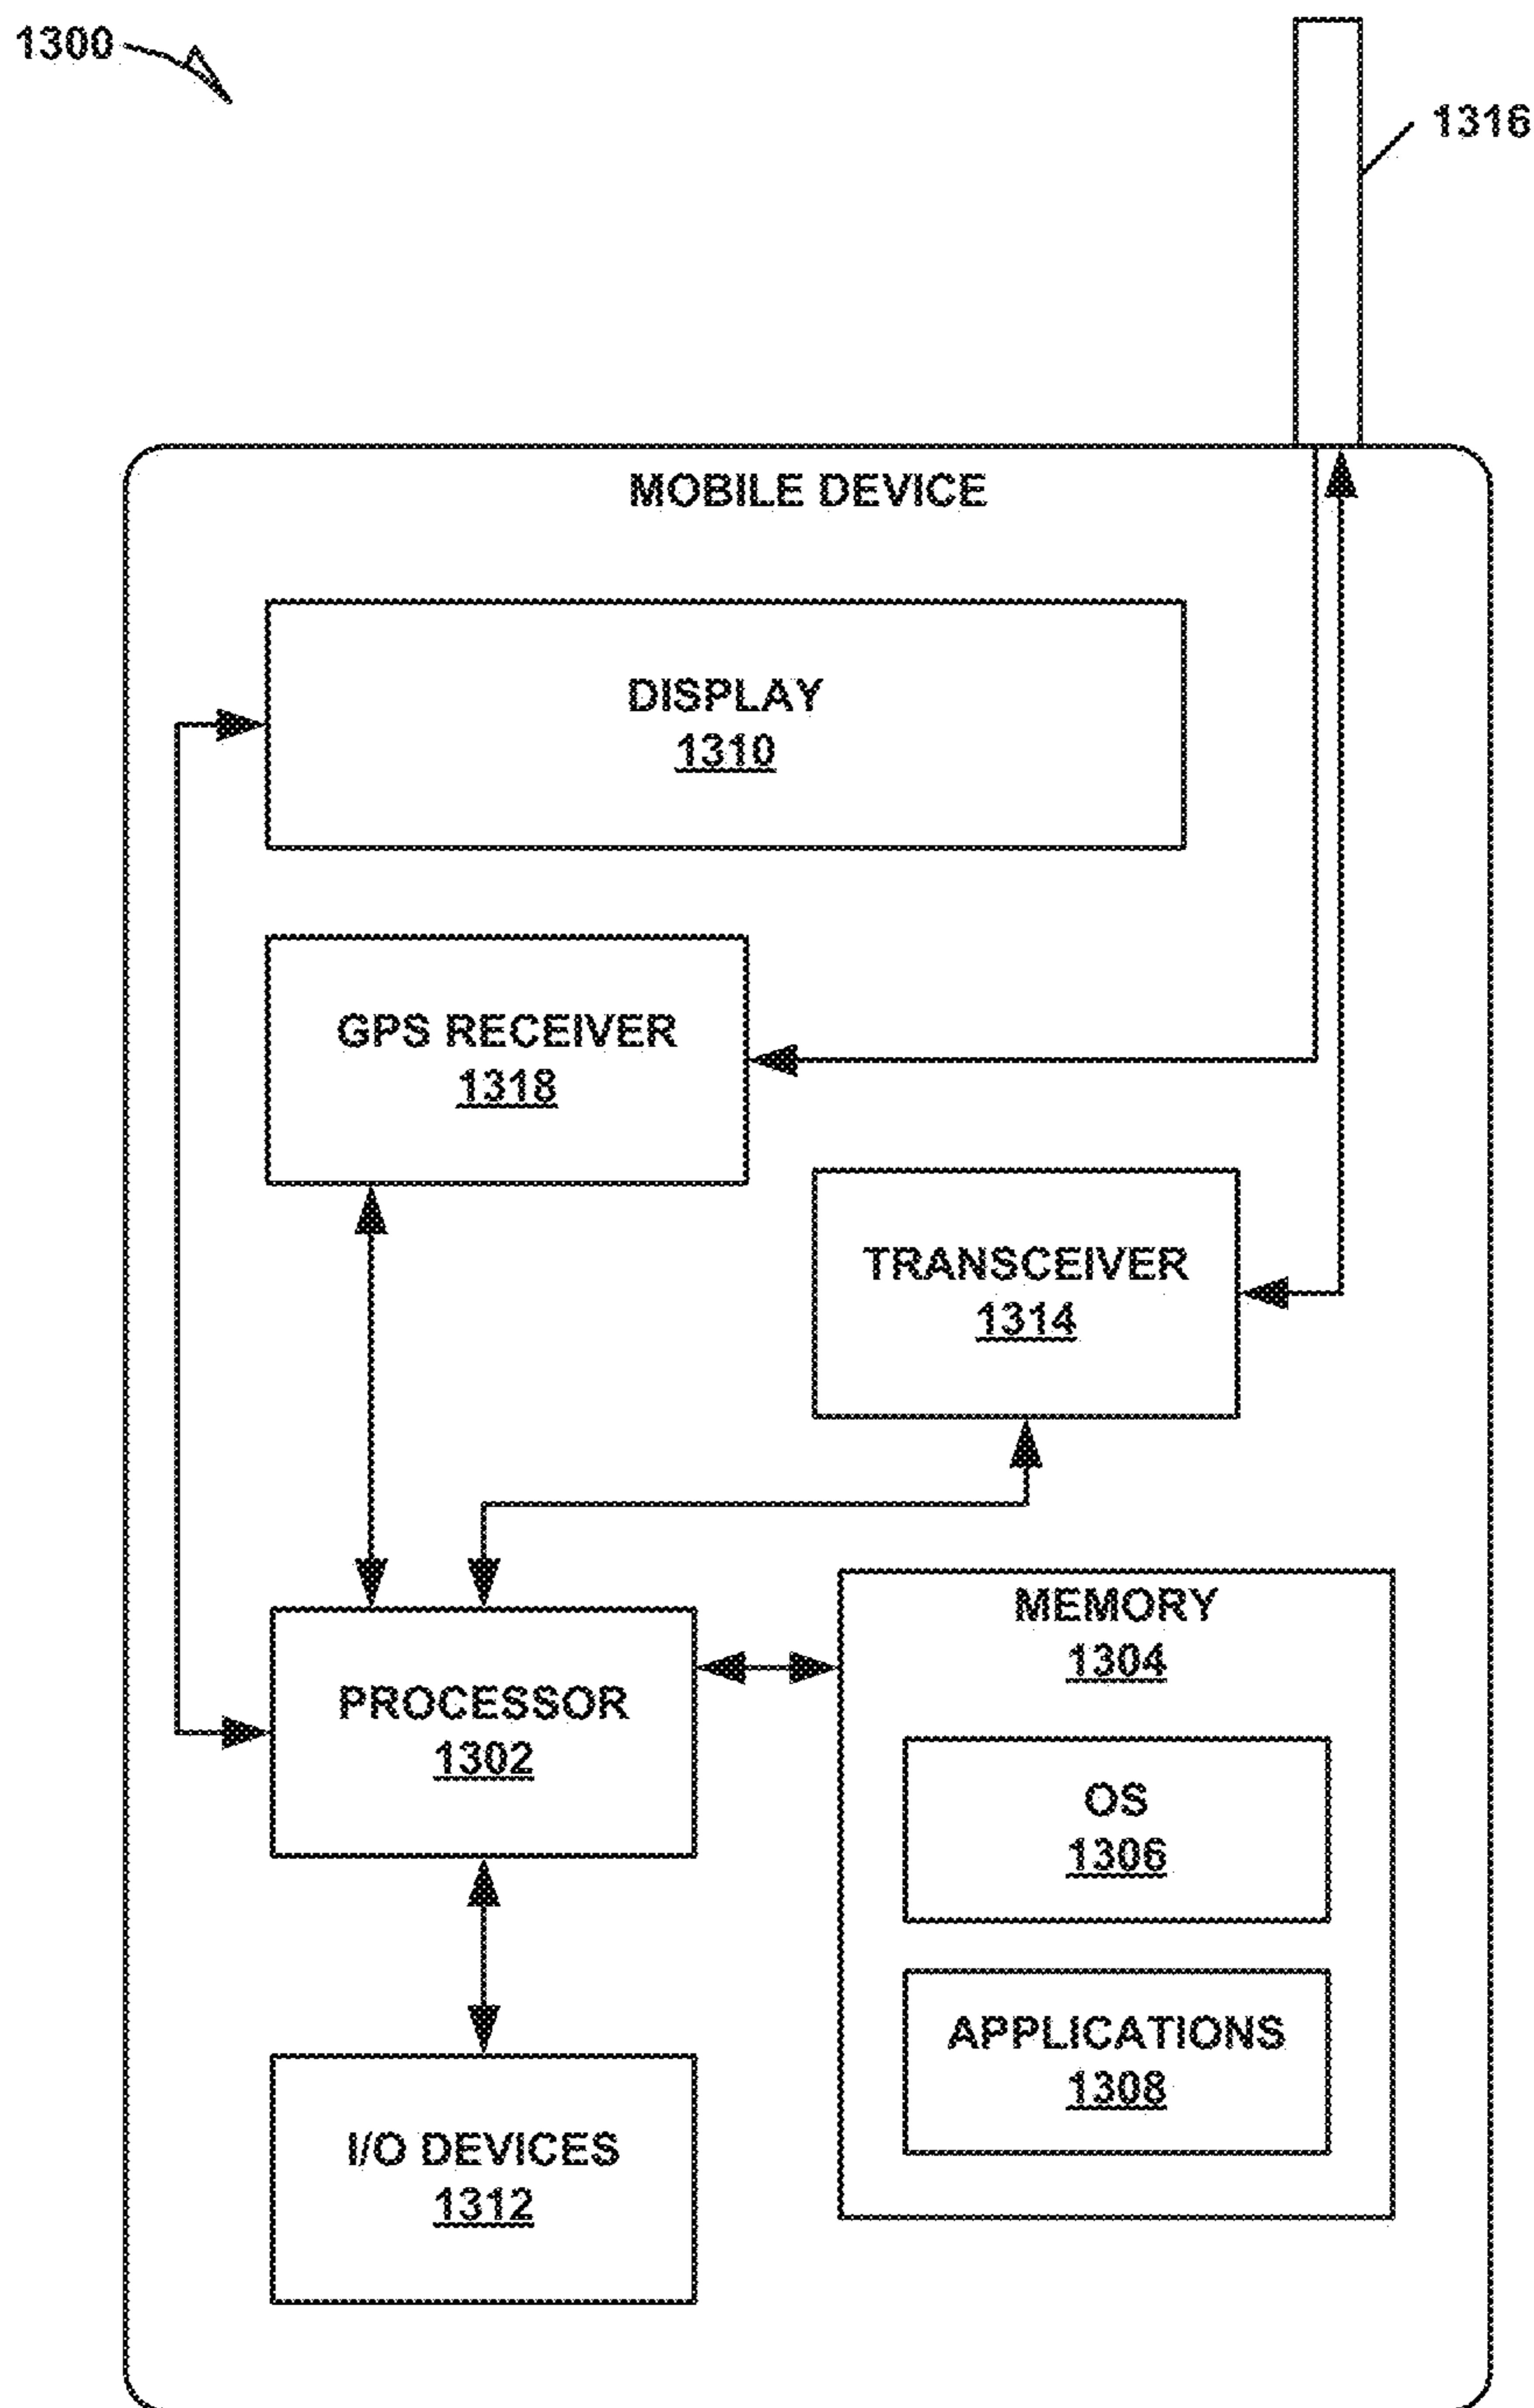 1300
1316
MOBILE DEVICE
DISPLAY
1310
GPS RECEIVER
1318
TRANSCEIVER
1314
MEMORY
1304
PROCESSOR
1302
OS
1306
APPLICATIONS
1308
I/O DEVICES
1312